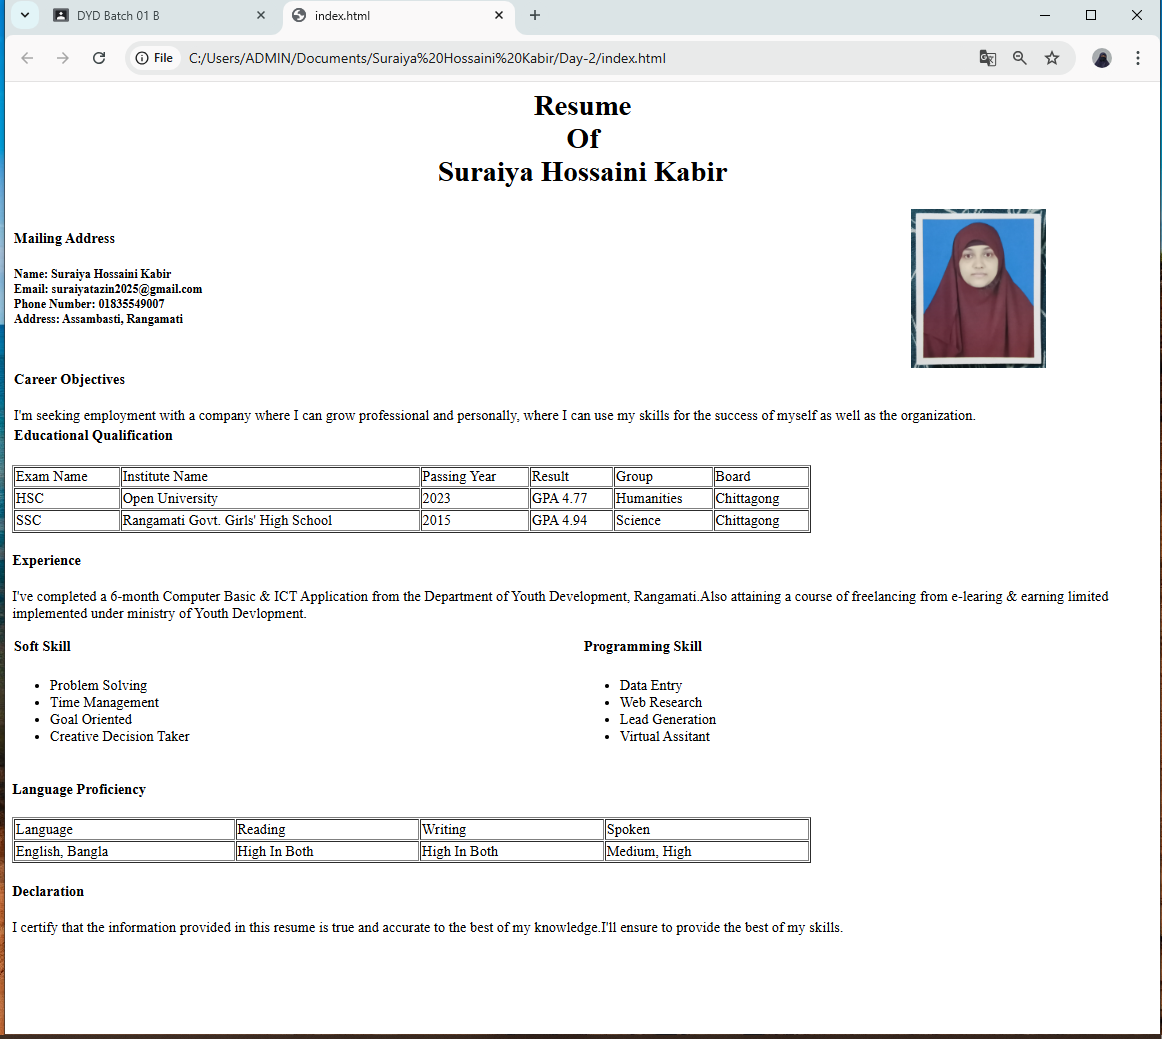 DYD Batch 01 B
index.html
File C:/Users/ADMIN/Documents/Suraiya%20Hossaini%20Kabir/Day-2/index.html
Resume
Of
Suraiya Hossaini Kabir
Mailing Address
Name: Suraiya Hossaini Kabir
Email: suraiyatazin2025@gmail.com
Phone Number: 01835549007
Address: Assambasti, Rangamati
Career Objectives
I'm seeking employment with a company where I can grow professional and personally, where I can use my skills for the success of myself as well as the organization.
Educational Qualification
Exam Name Institute Name Passing Year Result Group Board
HSC Open University 2023 GPA 4.77 Humanities Chittagong
SSC Rangamati Govt. Girls' High School 2015 GPA 4.94 Science Chittagong
Experience
I've completed a 6-month Computer Basic & ICT Application from the Department of Youth Development, Rangamati.Also attaining a course of freelancing from e-learing & earning limited
implemented under ministry of Youth Devlopment.
Soft Skill
Problem Solving
Time Management
Goal Oriented
Creative Decision Taker
Programming Skill
Data Entry
Web Research
Lead Generation
Virtual Assitant
Language Proficiency
Language Reading Writing Spoken
English, Bangla High In Both High In Both Medium, High
Declaration
I certify that the information provided in this resume is true and accurate to the best of my knowledge.I'll ensure to provide the best of my skills.